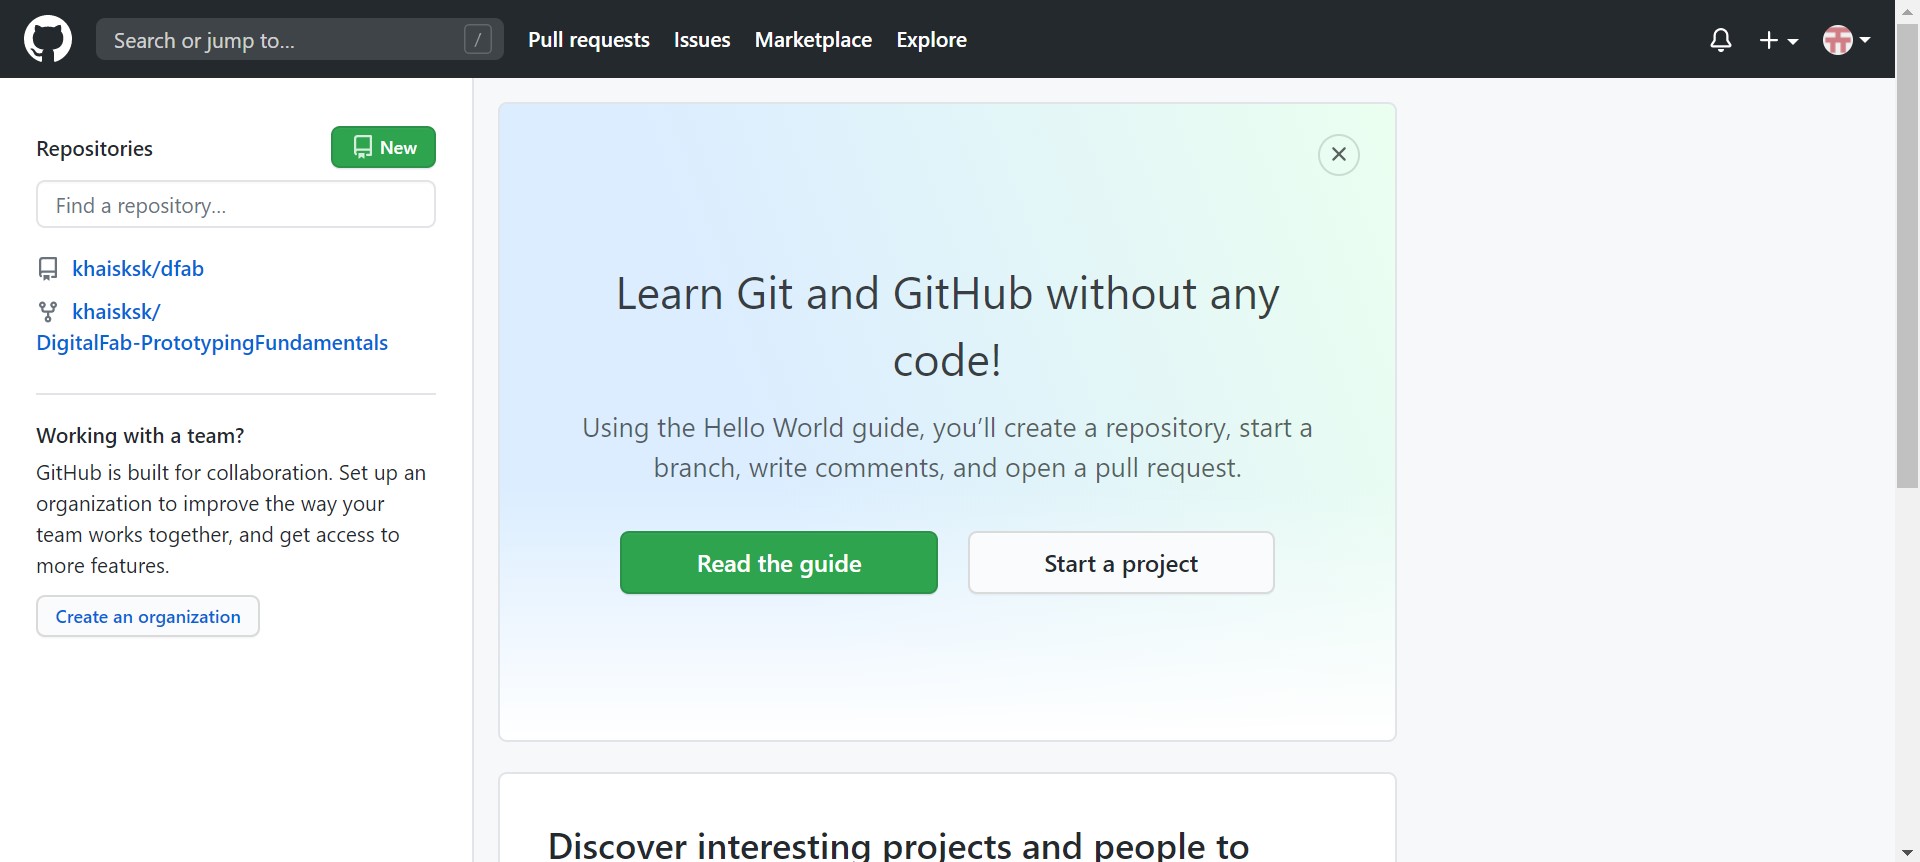 Search or jump to...
/
Pull requests
Issues
Marketplace
Explore
Repositories
New
Find a repository...
khaisksk/dfab
khaisksk/
DigitalFab-PrototypingFundamentals
Working with a team?
GitHub is built for collaboration. Set up an
organization to improve the way your
team works together, and get access to
more features.
Create an organization
Learn Git and GitHub without any
code!
Using the Hello World guide, you’ll create a repository, start a
branch, write comments, and open a pull request.
Read the guide
Start a project
Discover interesting projects and people to